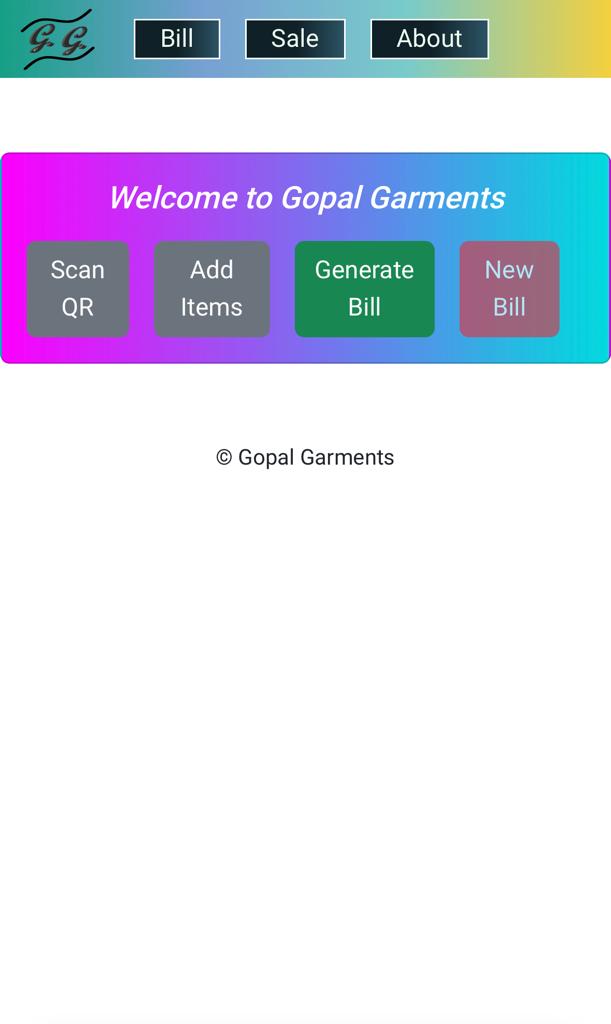 G. G.
Bill
Sale
About
Welcome to Gopal Garments
Scan
QR
Add
Items
Generate
Bill
New
Bill
© Gopal Garments